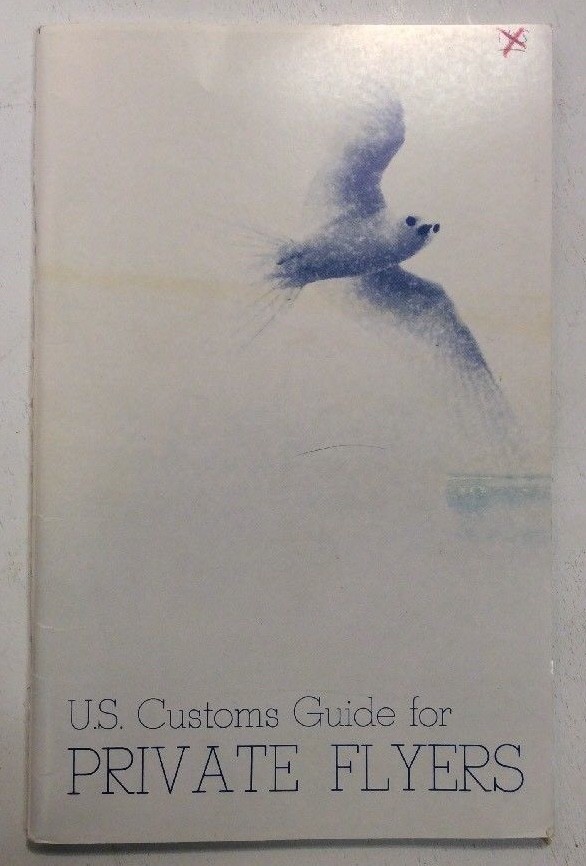 U.S. Customs Guide for
PRIVATE FLYERS